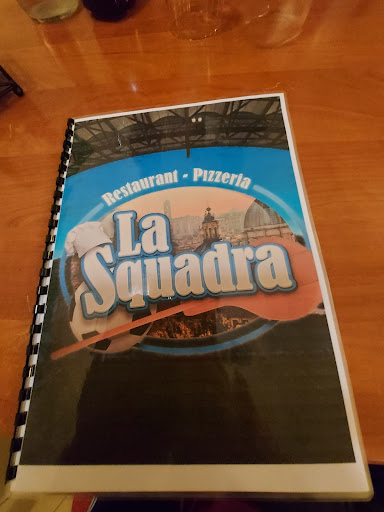 Restaurant - Pizzeria
La
Squadra